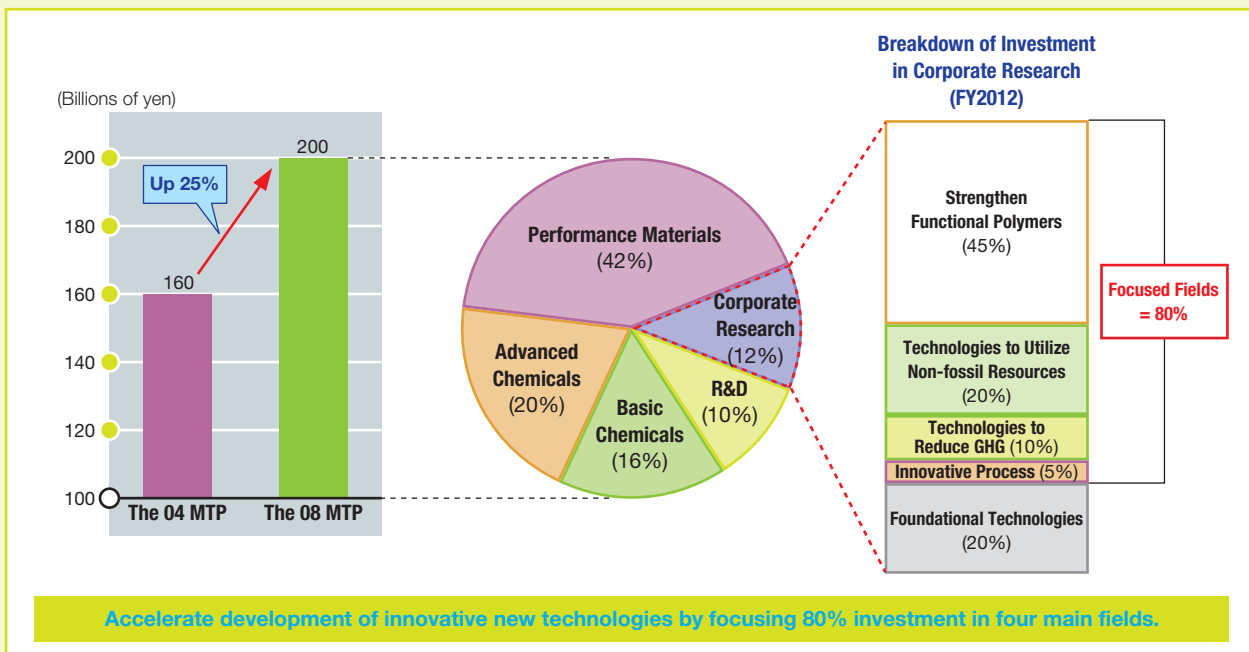 (Billions of yen)
200
180
160
140
120
100
160
200
Up 25%
The 04 MTP
The 08 MTP
Performance Materials
(42%)
Corporate
Research
(12%)
R&D
(10%)
Basic
Chemicals
(16%)
Advanced
Chemicals
(20%)
Breakdown of Investment
in Corporate Research
(FY2012)
Strengthen
Functional Polymers
(45%)
Technologies to Utilize
Non-fossil Resources
(20%)
Technologies to
Reduce GHG (10%)
Innovative Process (5%)
Foundational Technologies
(20%)
Focused Fields
= 80%
Accelerate development of innovative new technologies by focusing 80% investment in four main fields.